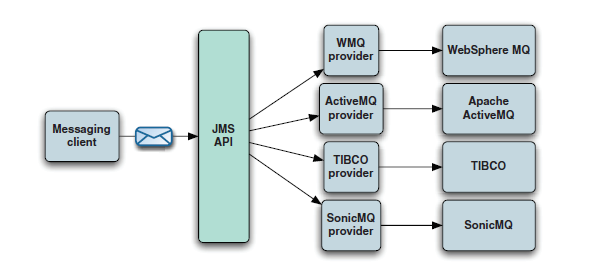 Messaging
client
JMS
API
WMQ
provider
WebSphere MQ
ActiveMQ
provider
Apache
ActiveMQ
TIBCO
provider
TIBCO
SonicMQ
provider
SonicMQ